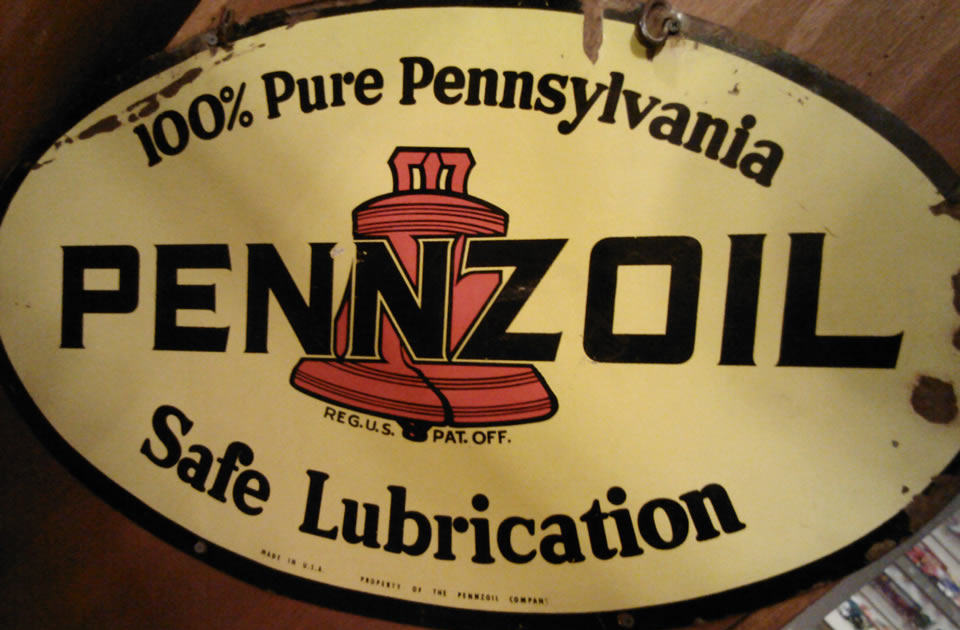 100% Pure Pennsylvania
PENNZOIL
REG.U.S. PAT. OFF.
Safe Lubrication
MADE IN U.S.A.
PROPERTY OF THE PENNZOIL COMPANY